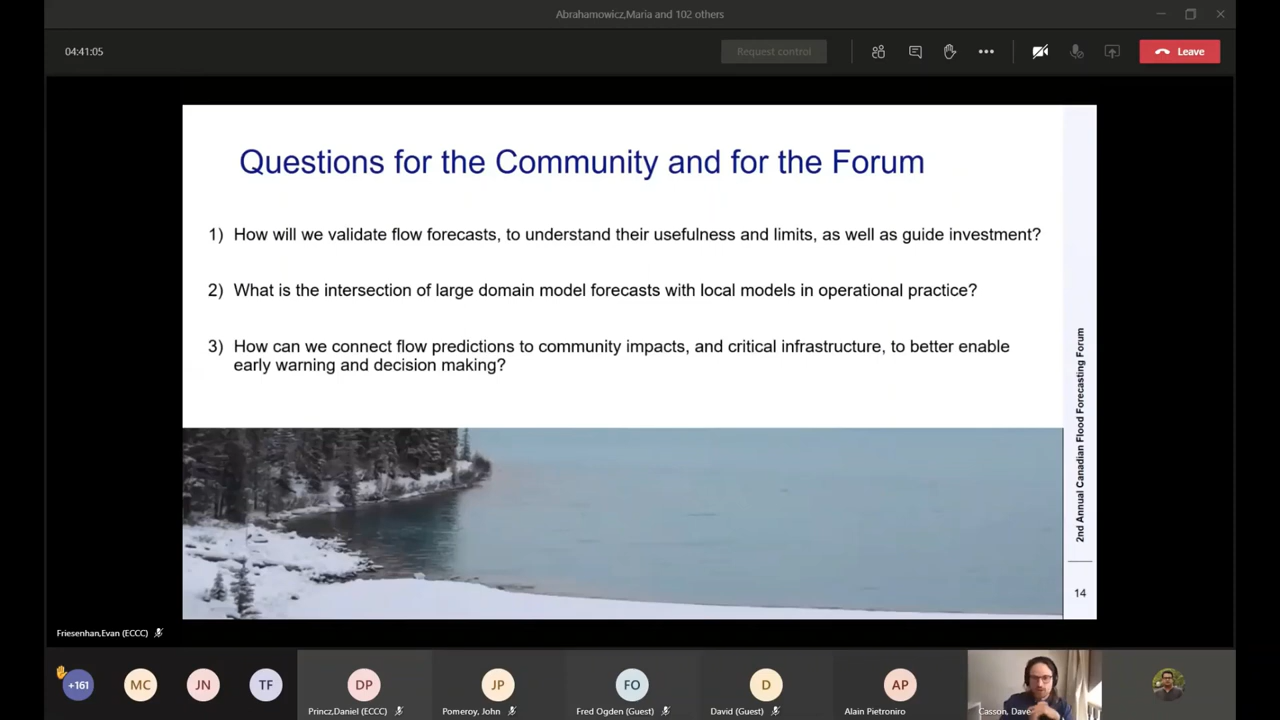 Abrahamowicz,Maria and 102 others
04:41:05
Request control
Leave
Questions for the Community and for the Forum
1) How will we validate flow forecasts, to understand their usefulness and limits, as well as guide investment?
2) What is the intersection of large domain model forecasts with local models in operational practice?
3) How can we connect flow predictions to community impacts, and critical infrastructure, to better enable
early warning and decision making?
2nd Annual Canadian Flood Forecasting Forum
14
Friesenhan,Evan (ECCC)
+161
MC
JN
TF
DP
JP
FO
D
AP
Princz,Daniel (ECCC)
Pomeroy, John
Fred Ogden (Guest)
David (Guest)
Alain Pietroniro
Casson, Dave